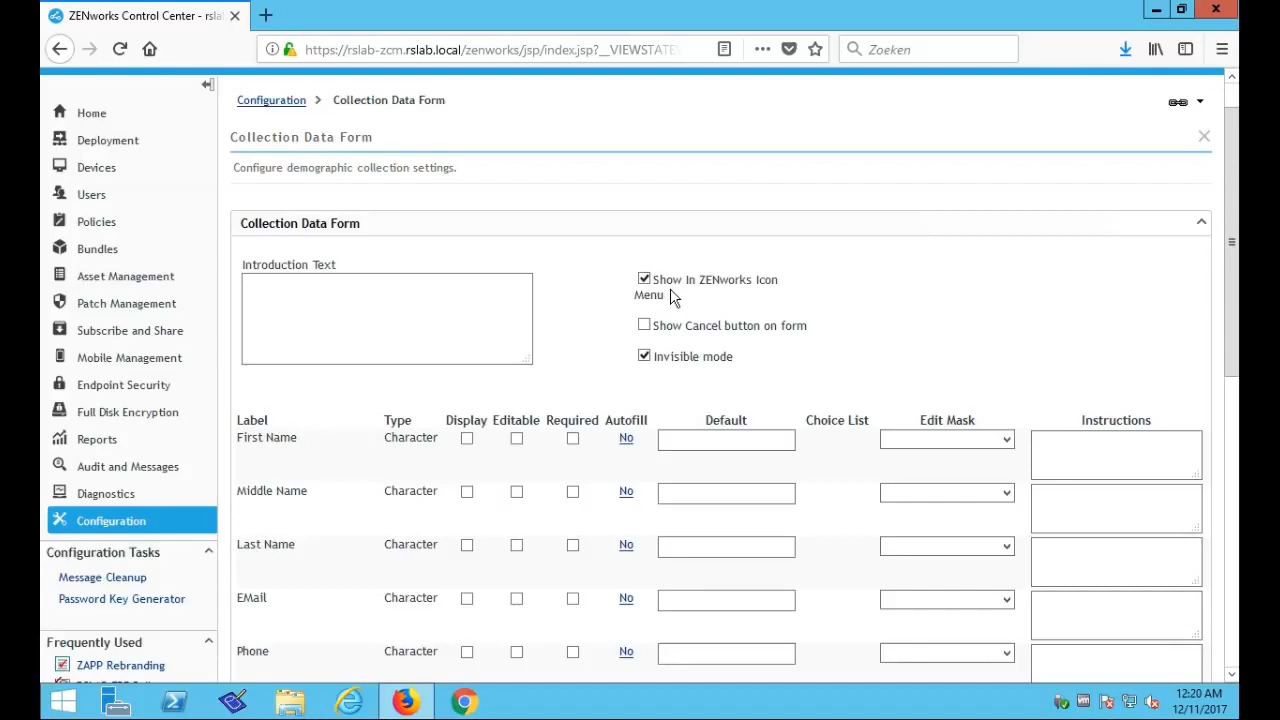 ZENworks Control Center - rsla
https://rslab-zcm.rslab.local/zenworks/jsp/index.jsp?__VIEWSTATE
Zoeken
Home
Deployment
Devices
Users
Policies
Bundles
Asset Management
Patch Management
Subscribe and Share
Mobile Management
Endpoint Security
Full Disk Encryption
Reports
Audit and Messages
Diagnostics
Configuration
Configuration Tasks
Message Cleanup
Password Key Generator
Frequently Used
ZAPP Rebranding
Configuration > Collection Data Form
Collection Data Form
Configure demographic collection settings.
Collection Data Form
Introduction Text
Show In ZENworks Icon
Menu
Show Cancel button on form
Invisible mode
Label Type Display Editable Required Autofill Default Choice List Edit Mask Instructions
First Name Character No
Middle Name Character No
Last Name Character No
EMail Character No
Phone Character No
12:20 AM
12/11/2017